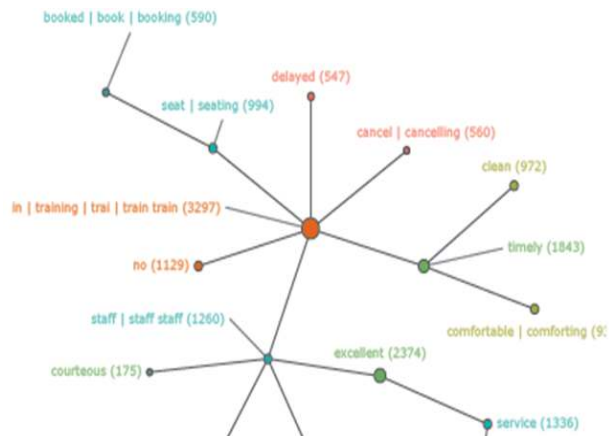 booked | book | booking (590)
delayed (547)
seat | seating (994)
cancel | cancelling (560)
clean (972)
in | training | trai | train train (3297)
timely (1843)
no (1129)
staff | staff staff (1260)
comfortable | comforting
excellent (2374)
courteous (175)
service (1336)